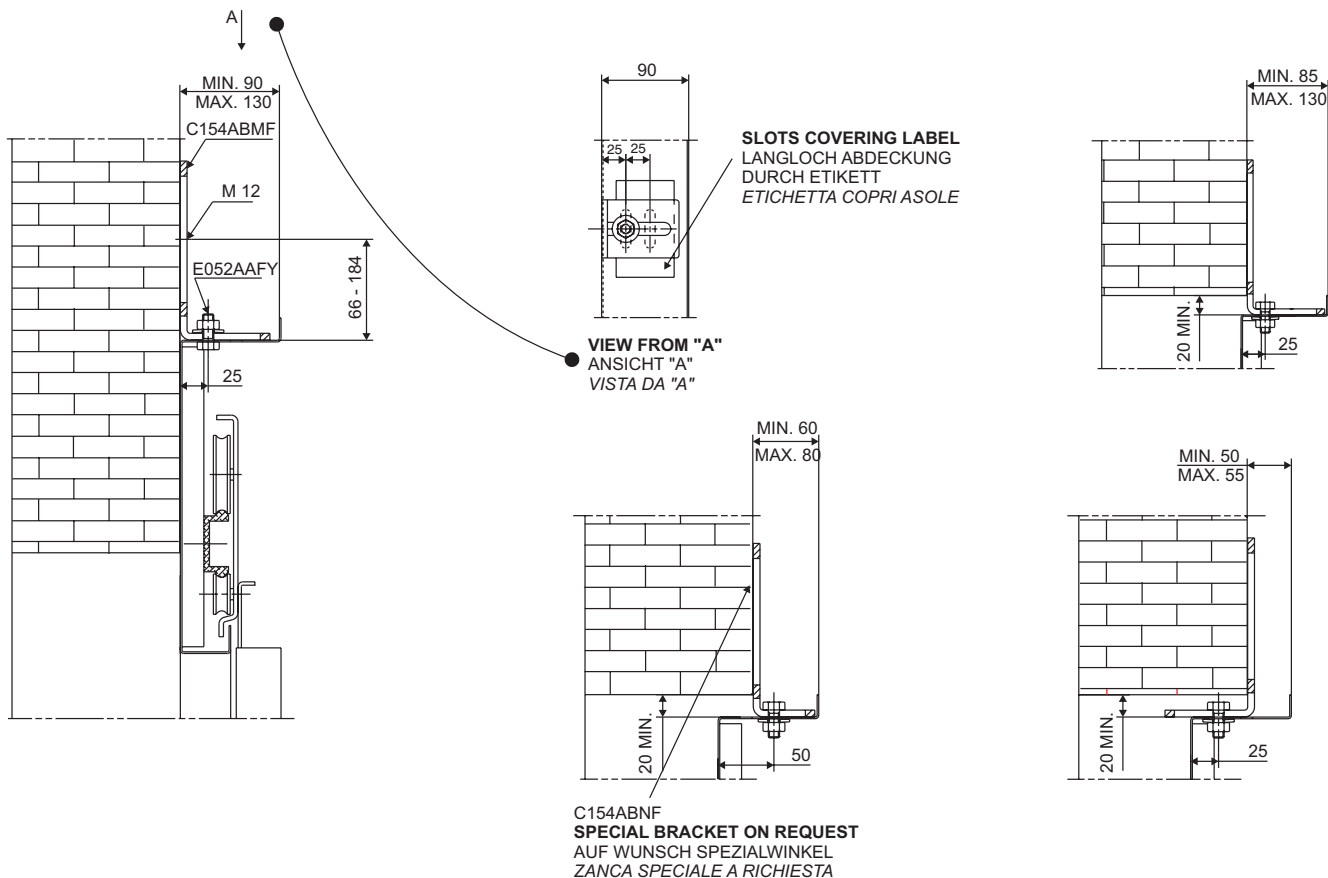 A
MIN. 90
MAX. 130
C154ABMF
M 12
E052AAFY
66 - 184
25
90
25
25
SLOTS COVERING LABEL
LANGLOCH ABDECKUNG
DURCH ETIKETT
ETICHETTA COPRI ASOLE
VIEW FROM "A"
ANSICHT "A"
VISTA DA "A"
MIN. 85
MAX. 130
20 MIN.
25
MIN. 60
MAX. 80
20 MIN.
50
C154ABNF
SPECIAL BRACKET ON REQUEST
AUF WUNSCH SPEZIALWINKEL
ZANCA SPECIALE A RICHIESTA
MIN. 50
MAX. 55
20 MIN.
25